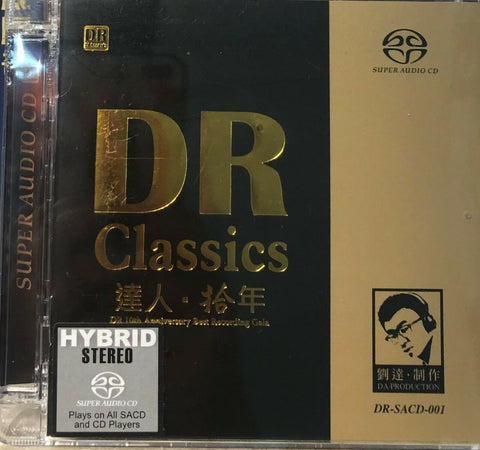 DR
SUPER AUDIO CD
SUPER AUDIO CD
DR
Classics
達人·拾年
DR 10th Anniversary Best Recording Gala
HYBRID
STEREO
SUPER AUDIO CD
Plays on All SACD
and CD Players
劉達·制作
DA-PRODUCTION
DR-SACD-001